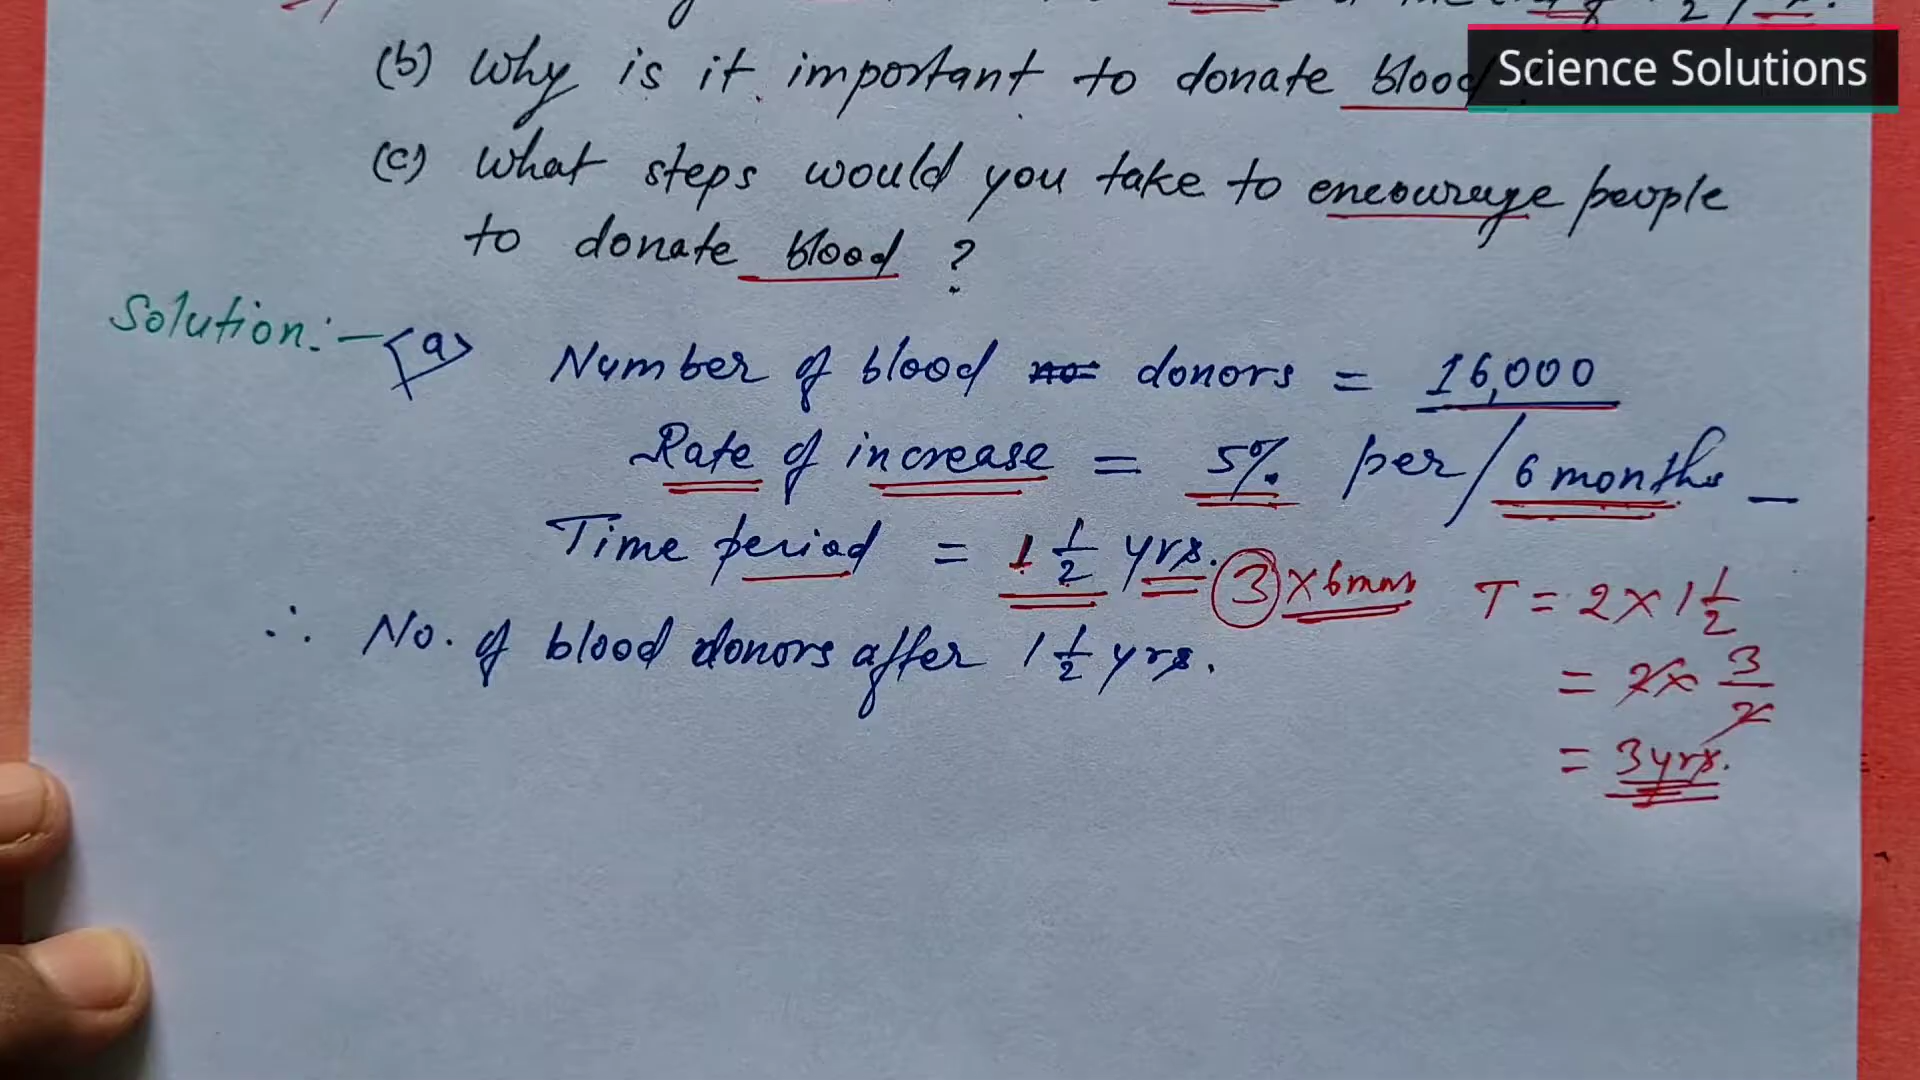 Science Solutions
(b) Why is it important to donate blood
(c) What steps would you take to encourage people
to donate blood ?
Solution:- <a> Number of blood donors = 16,000
Rate of increase = 5% per / 6 months
Time period = 1 1/2 yrs. 3 x 6 mns
T = 2 x 1 1/2
∴ No. of blood donors after 1 1/2 yrs.
= 2 x 3/2
= 3 yrs.